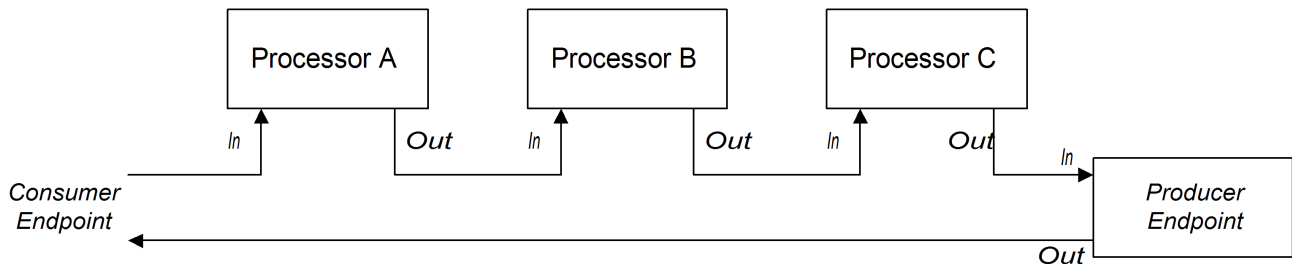 Processor A
Processor B
Processor C
In
Out
In
Out
In
Out
In
Consumer
Endpoint
Producer
Endpoint
Out